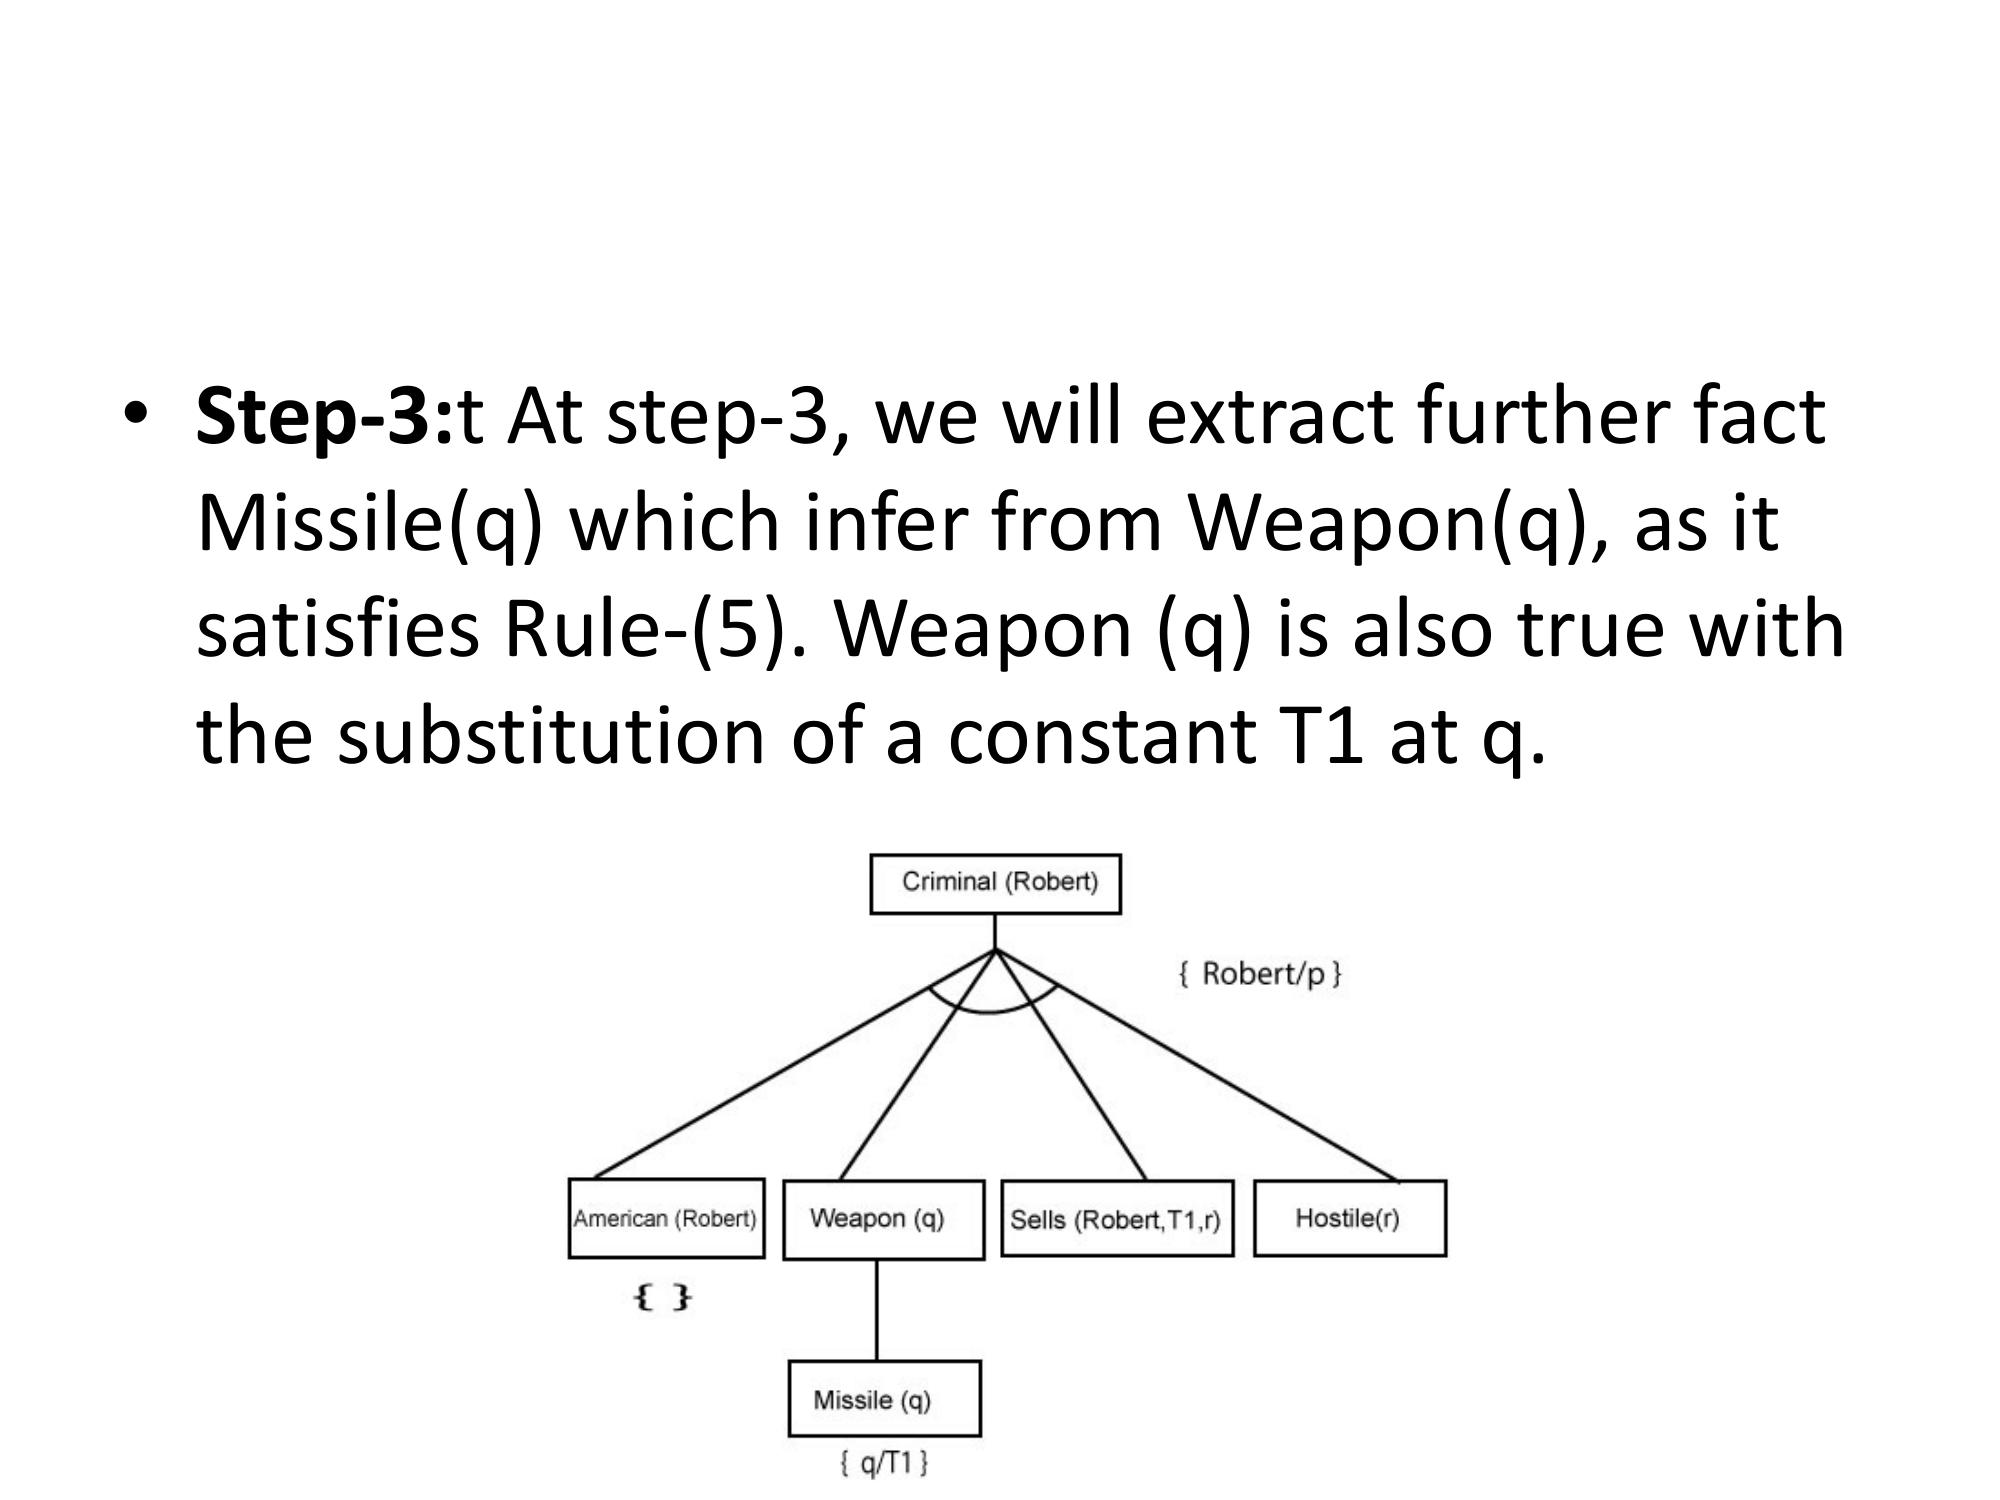 • Step-3:t At step-3, we will extract further fact
Missile(q) which infer from Weapon(q), as it
satisfies Rule-(5). Weapon (q) is also true with
the substitution of a constant T1 at q.
Criminal (Robert)
{ Robert/p }
American (Robert)
Weapon (q)
Sells (Robert,T1,r)
Hostile(r)
{ }
Missile (q)
{ q/T1 }